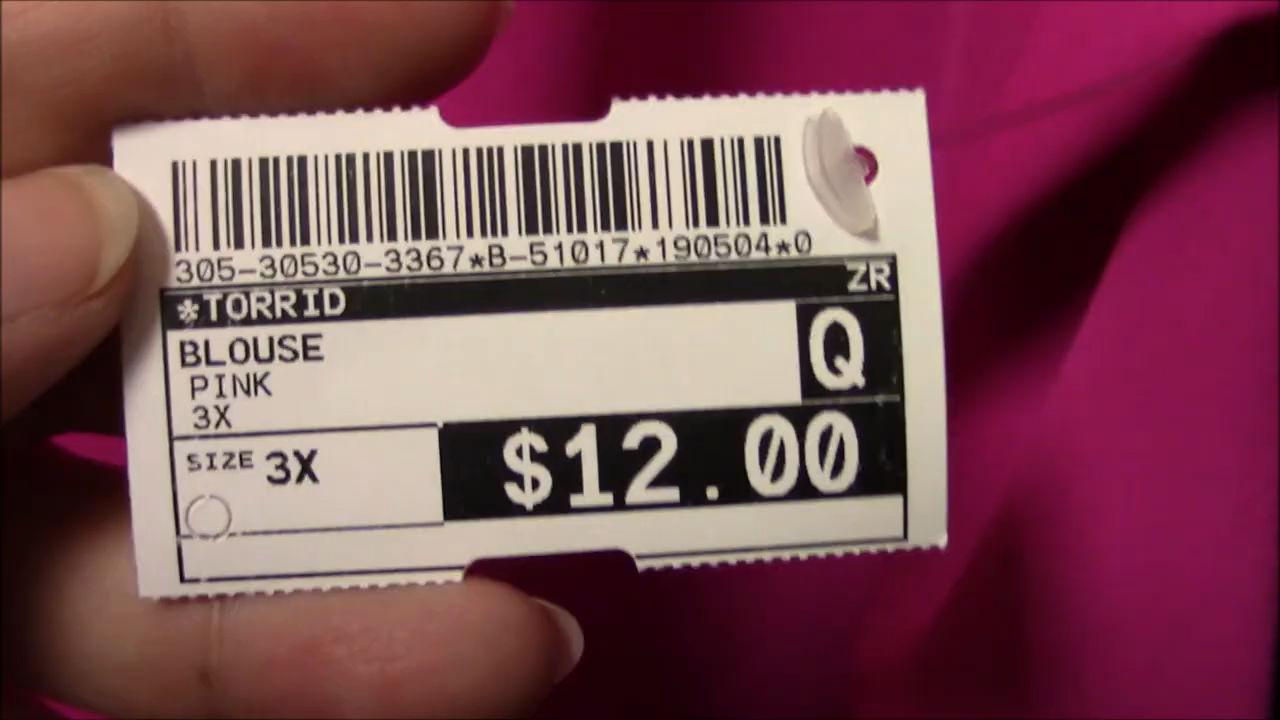 305-30530-3367*B-51017*190504*0
ZR
*TORRID
BLOUSE
Q
PINK
3X
SIZE 3X
$12.00